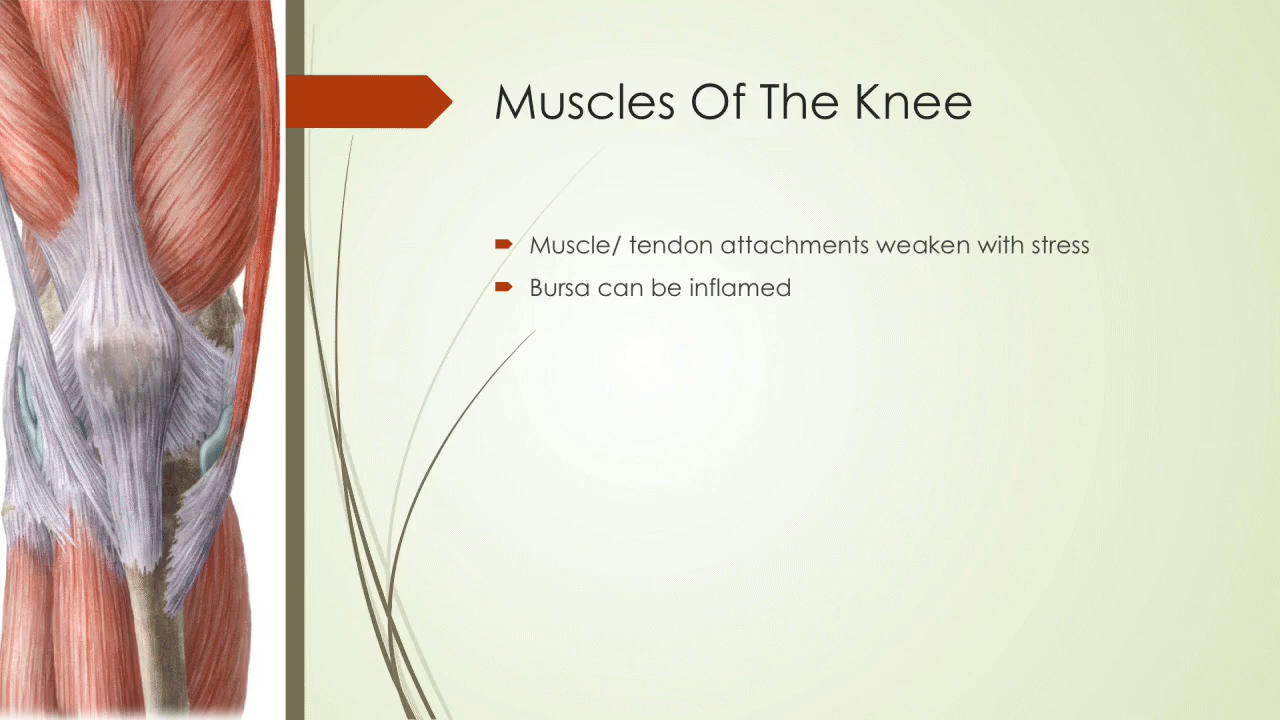 Muscles Of The Knee
Muscle/ tendon attachments weaken with stress
Bursa can be inflamed